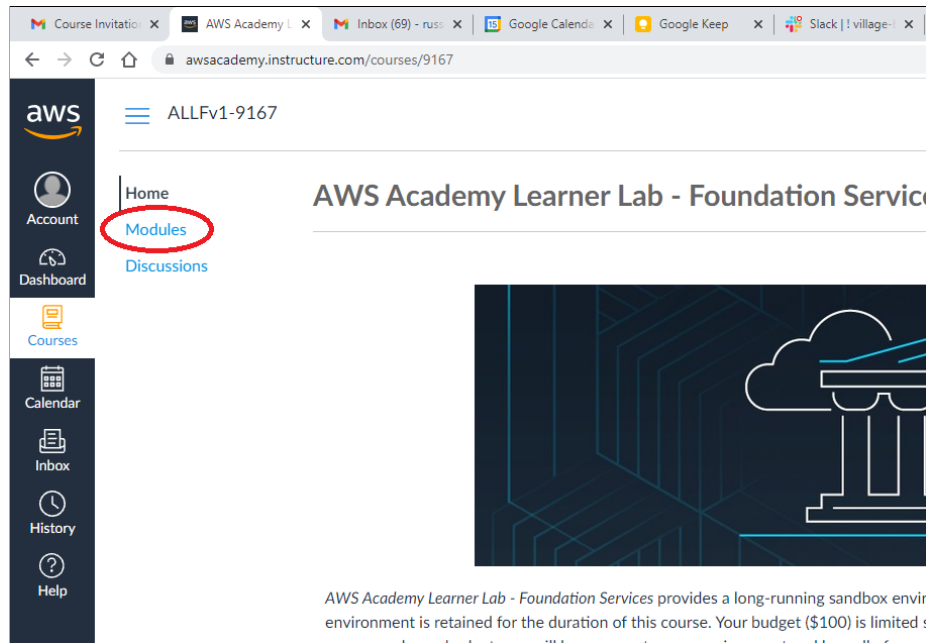 Course Invitatio
AWS Academy L
Inbox (69) - russ
15
Google Calenda
Google Keep
Slack | ! village-
awsacademy.instructure.com/courses/9167
aws
ALLFv1-9167
Account
Dashboard
Courses
Calendar
Inbox
History
Help
Home
Modules
Discussions
AWS Academy Learner Lab - Foundation Service
AWS Academy Learner Lab - Foundation Services provides a long-running sandbox envir
environment is retained for the duration of this course. Your budget ($100) is limited s